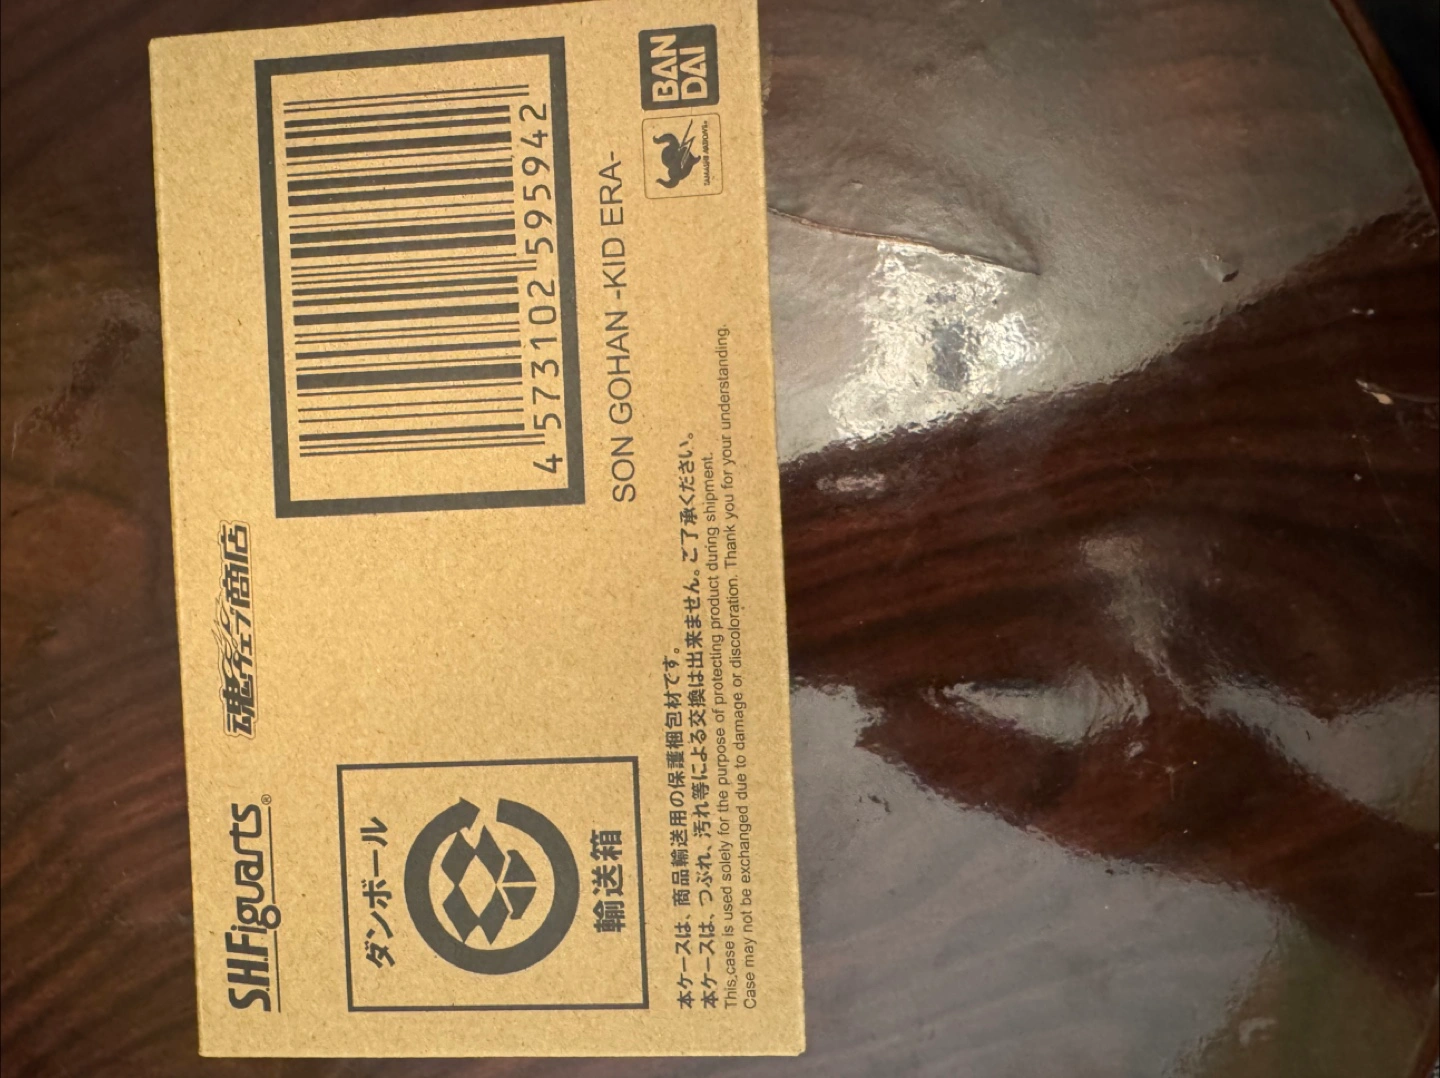 S.H.Figuarts®
魂ウェブ商店
4 573102 595942
SON GOHAN -KID ERA-
BAN
DAI
TAMASHII NATIONS
ダンボール
輸送箱
本ケースは、商品輸送用の保護梱包材です。
本ケースは、つぶれ、汚れ等による交換は出来ません。ご了承ください。
This case is used solely for the purpose of protecting product during shipment.
Case may not be exchanged due to damage or discoloration. Thank you for your understanding.